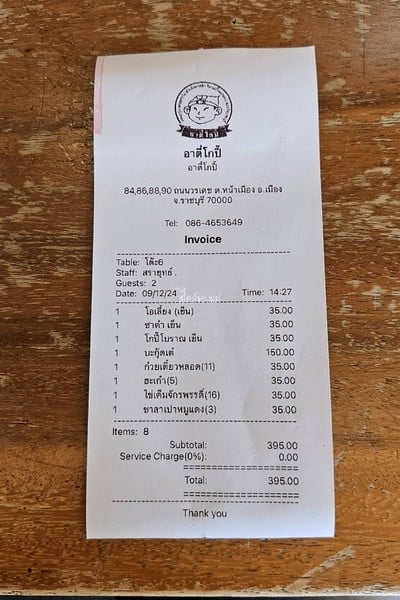 อาตี๋โกปี๊
อาตี๋โกปี๊
84,86,88,90 ถนนวรเดช ต.หน้าเมือง อ.เมือง
จ.ราชบุรี 70000
Tel: 086-4653649
Invoice
Table: โต๊ะ6
Staff: สรายุทธ์ .
Guests: 2
Date: 09/12/24 Time: 14:27
1 โอเลี้ยง (เย็น) 35.00
1 ชาดำ เย็น 35.00
1 โกปี๊โบราณ เย็น 35.00
1 บะกุ๊ดเต๋ 150.00
1 ก๋วยเตี๋ยวหลอด(11) 35.00
1 ฮะเก๋า(5) 35.00
1 ไข่เค็มจักรพรรดิ์(16) 35.00
1 ซาลาเปาหมูแดง(3) 35.00
Items: 8
Subtotal: 395.00
Service Charge(0%): 0.00
Total: 395.00
Thank you